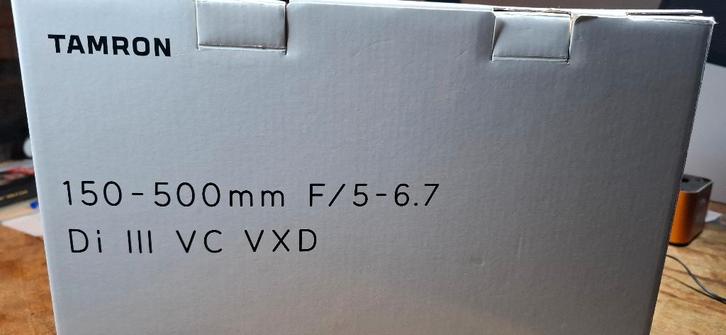 TAMRON
150-500mm F/5-6.7
Di III VC VXD